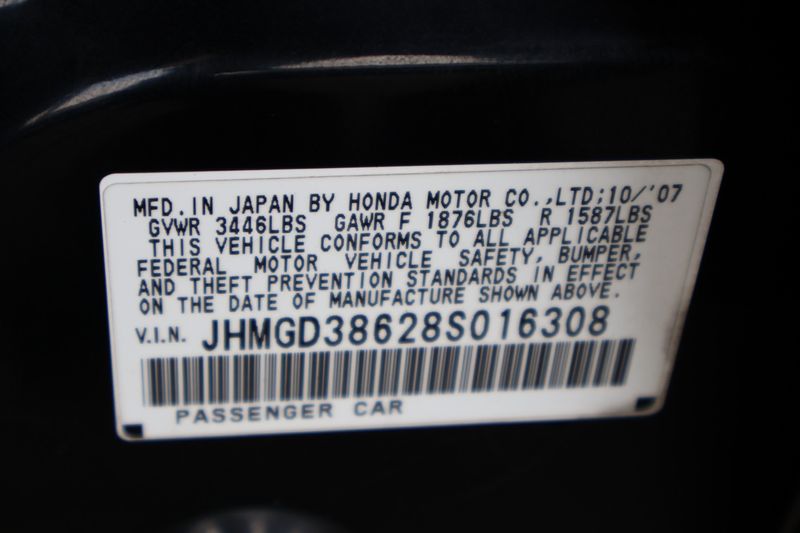 MFD. IN JAPAN BY HONDA MOTOR CO., LTD; 10/'07
GVWR 3446LBS GAWR F 1876LBS R 1587LBS
THIS VEHICLE CONFORMS TO ALL APPLICABLE
FEDERAL MOTOR VEHICLE SAFETY, BUMPER,
AND THEFT PREVENTION STANDARDS IN EFFECT
ON THE DATE OF MANUFACTURE SHOWN ABOVE.
V.I.N. JHMGD38628S016308
PASSENGER CAR